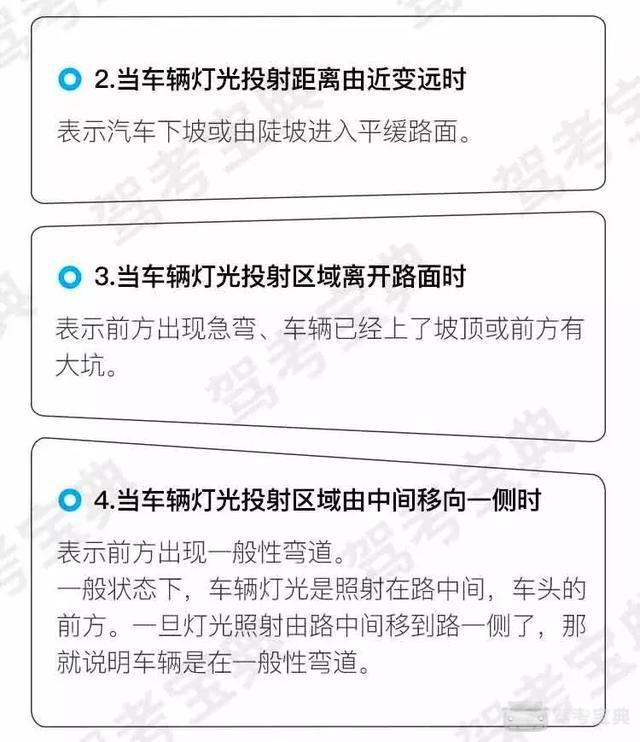 2.当车辆灯光投射距离由近变远时
表示汽车下坡或由陡坡进入平缓路面。
3.当车辆灯光投射区域离开路面时
表示前方出现急弯、车辆已经上了坡顶或前方有
大坑。
4.当车辆灯光投射区域由中间移向一侧时
表示前方出现一般性弯道。
一般状态下，车辆灯光是照射在路中间，车头的
前方。一旦灯光照射由路中间移到路一侧了，那
就说明车辆是在一般性弯道。
驾考宝典